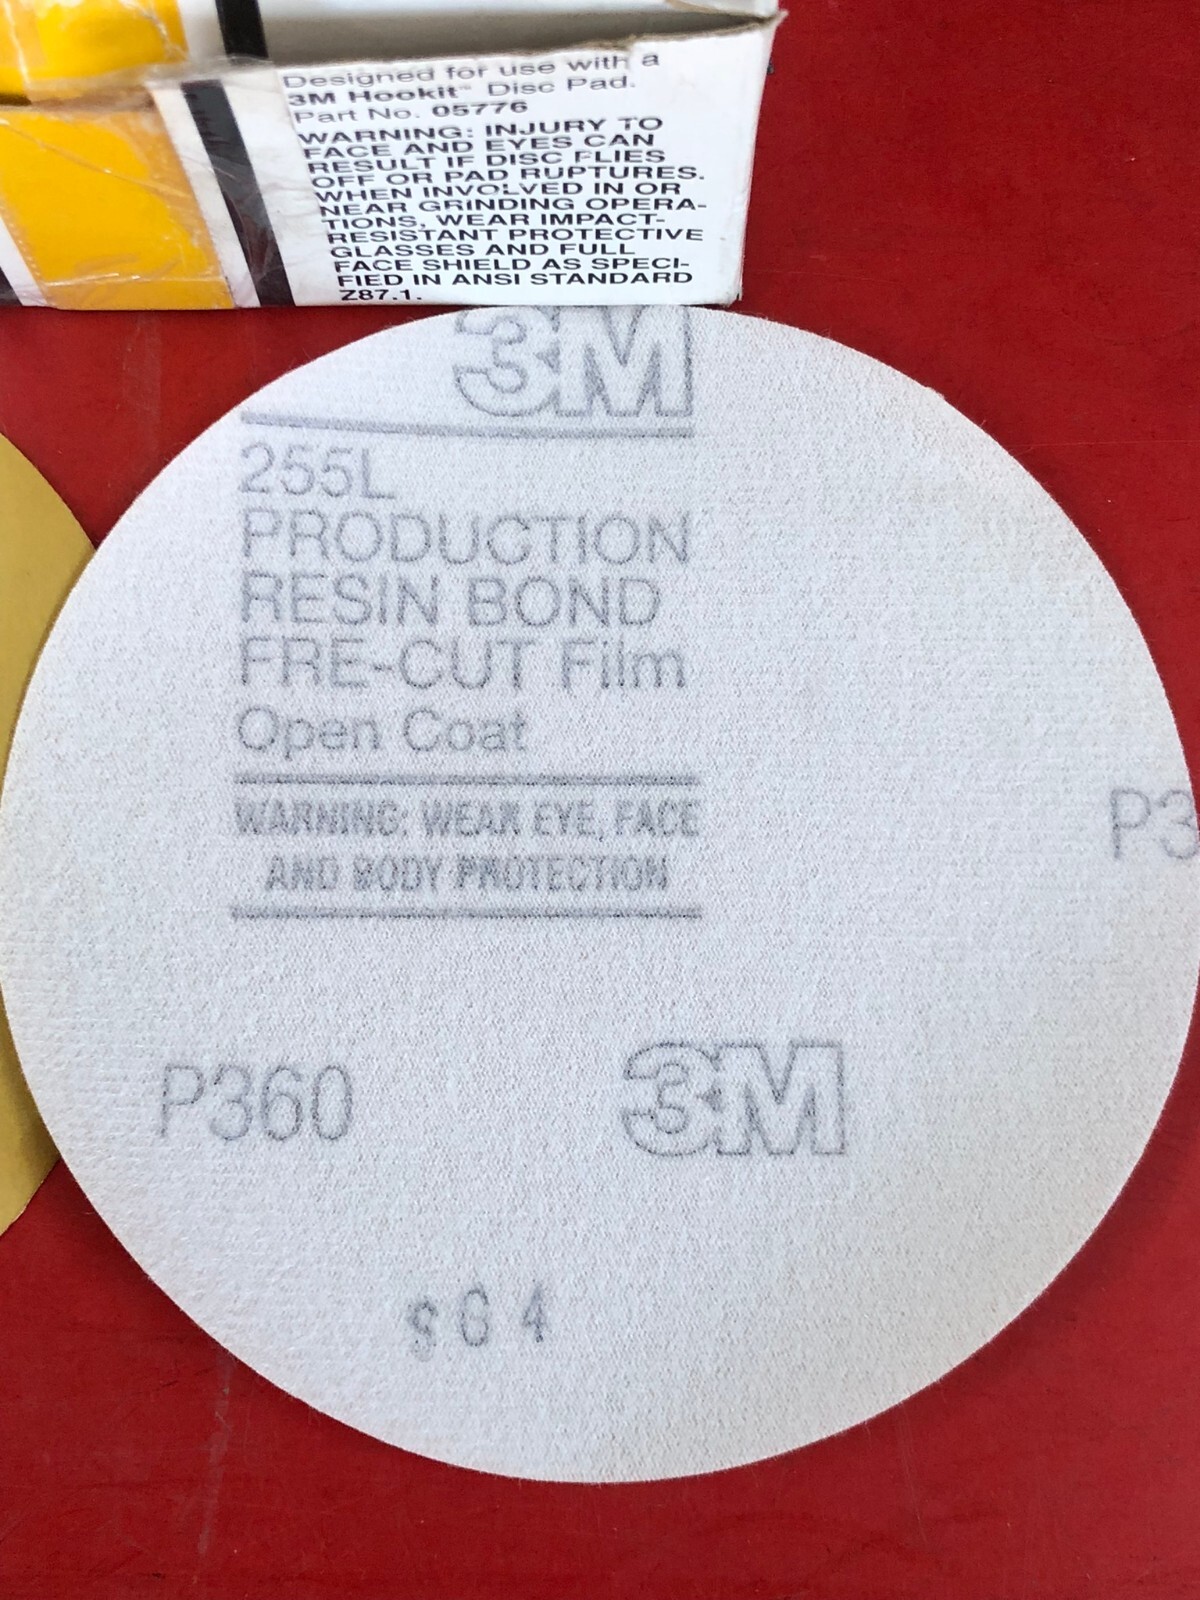 Designed for use with a
3M Hookit™ Disc Pad.
Part No. 05776
WARNING: INJURY TO
FACE AND EYES CAN
RESULT IF DISC FLIES
OFF OR PAD RUPTURES.
WHEN INVOLVED IN OR
NEAR GRINDING OPERA-
TIONS, WEAR IMPACT-
RESISTANT PROTECTIVE
GLASSES AND FULL
FACE SHIELD AS SPECI-
FIED IN ANSI STANDARD
Z87.1.
3M
255L
PRODUCTION
RESIN BOND
FRE-CUT Film
Open Coat
WARNING: WEAR EYE, FACE
AND BODY PROTECTION
P3
P360
3M
S64